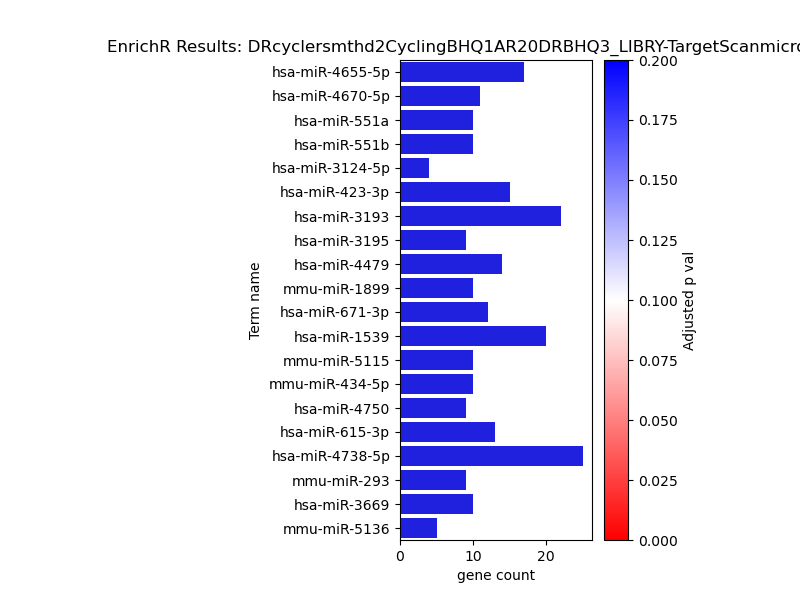 EnrichR Results: DRcyclersmthd2CyclingBHQ1AR20DRBHQ3_LIBRY-TargetScanmicro
hsa-miR-4655-5p
hsa-miR-4670-5p
hsa-miR-551a
hsa-miR-551b
hsa-miR-3124-5p
hsa-miR-423-3p
hsa-miR-3193
hsa-miR-3195
hsa-miR-4479
mmu-miR-1899
hsa-miR-671-3p
hsa-miR-1539
mmu-miR-5115
mmu-miR-434-5p
hsa-miR-4750
hsa-miR-615-3p
hsa-miR-4738-5p
mmu-miR-293
hsa-miR-3669
mmu-miR-5136
Term name
0 10 20
gene count
0.200
0.175
0.150
0.125
0.100
0.075
0.050
0.025
0.000
Adjusted p val